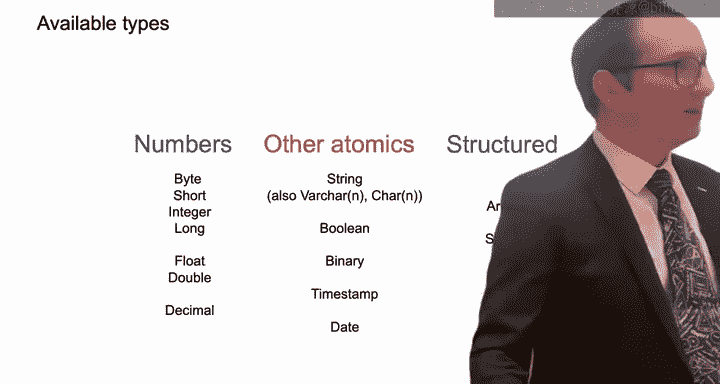 Available types
Numbers
Byte
Short
Integer
Long
Float
Double
Decimal
Other atomics
String
(also Varchar(n), Char(n))
Boolean
Binary
Timestamp
Date
Structured